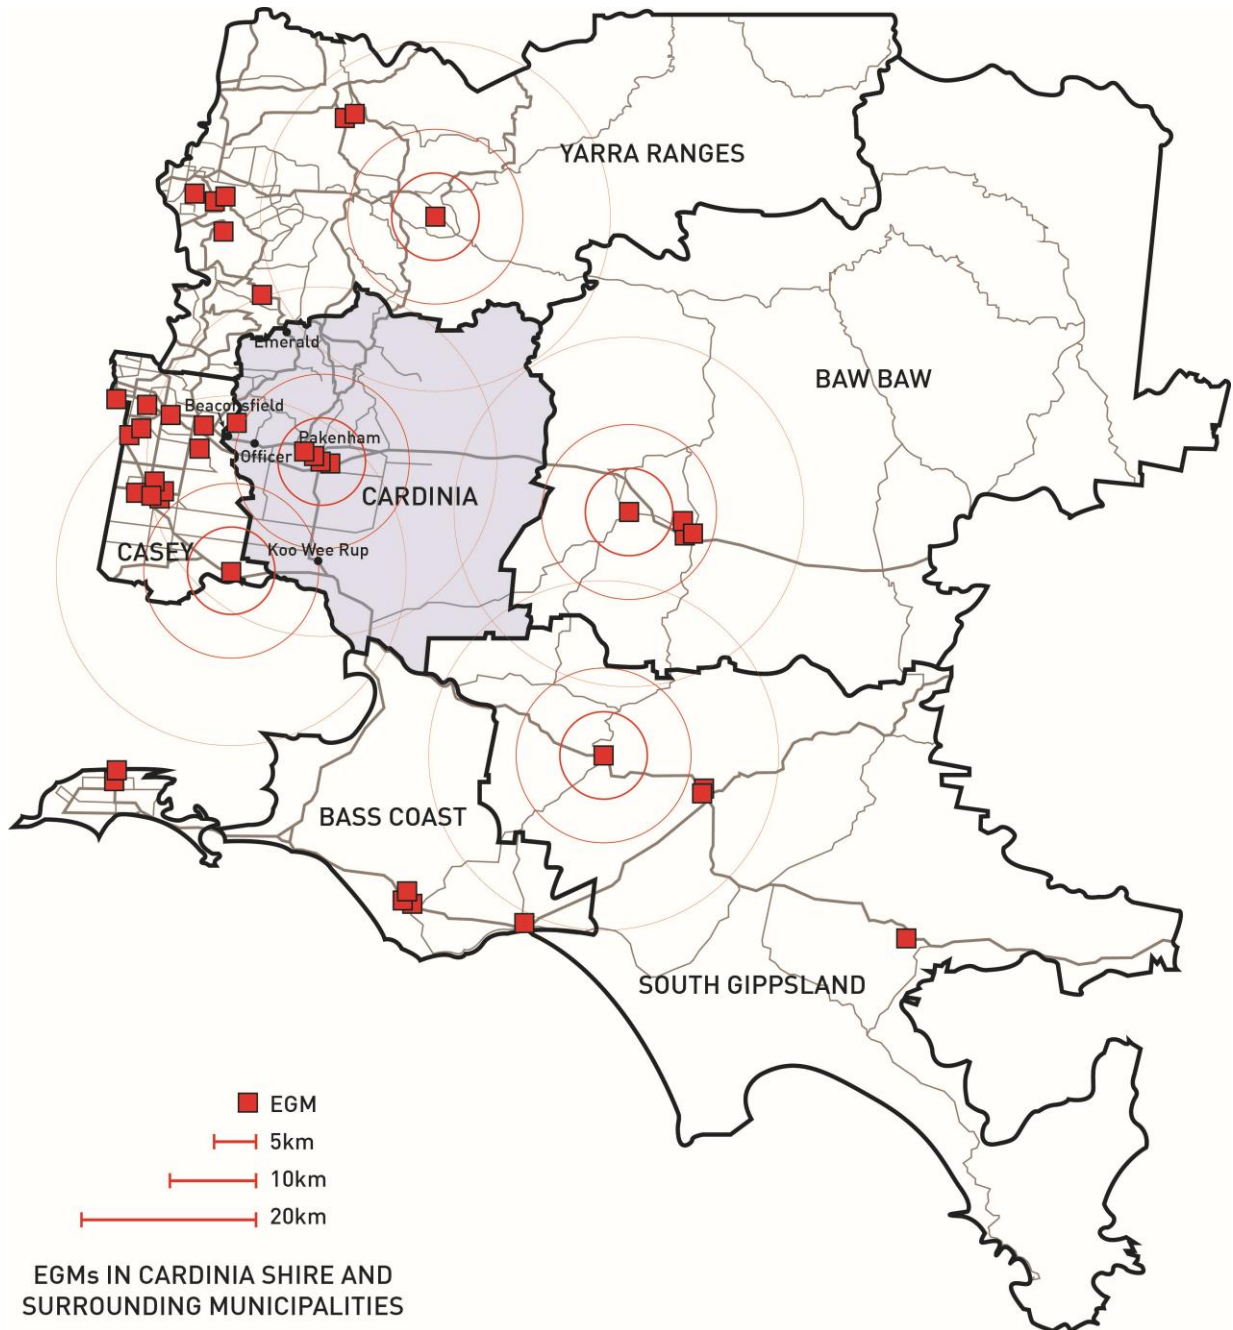 YARRA RANGES
Emerald
BAW BAW
Beaconsfield
Pakenham
Officer
CARDINIA
CASEY
Koo Wee Rup
BASS COAST
SOUTH GIPPSLAND
EGM
5km
10km
20km
EGMs IN CARDINIA SHIRE AND
SURROUNDING MUNICIPALITIES